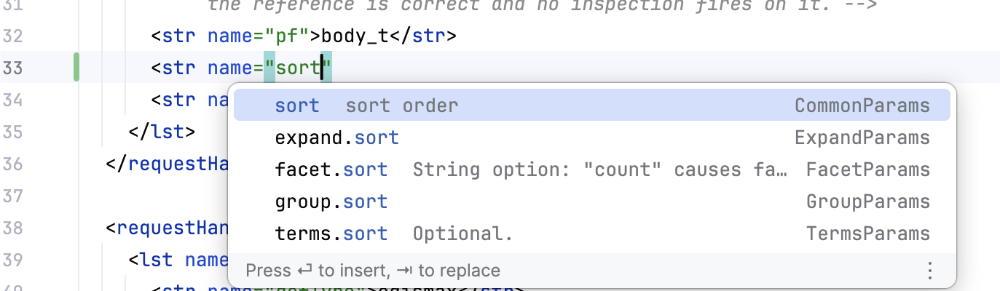 31 the reference is correct and no inspection fires on it. -->
32 <str name="pf">body_t</str>
33 <str name="sort"
34 <str na
35 </lst>
36 </requestHa
37
38 <requestHan
39 <lst name
40 <str name="defType">edismax</str>
sort sort order CommonParams
expand.sort ExpandParams
facet.sort String option: "count" causes fa… FacetParams
group.sort GroupParams
terms.sort Optional. TermsParams
Press ⏎ to insert, ⇥ to replace